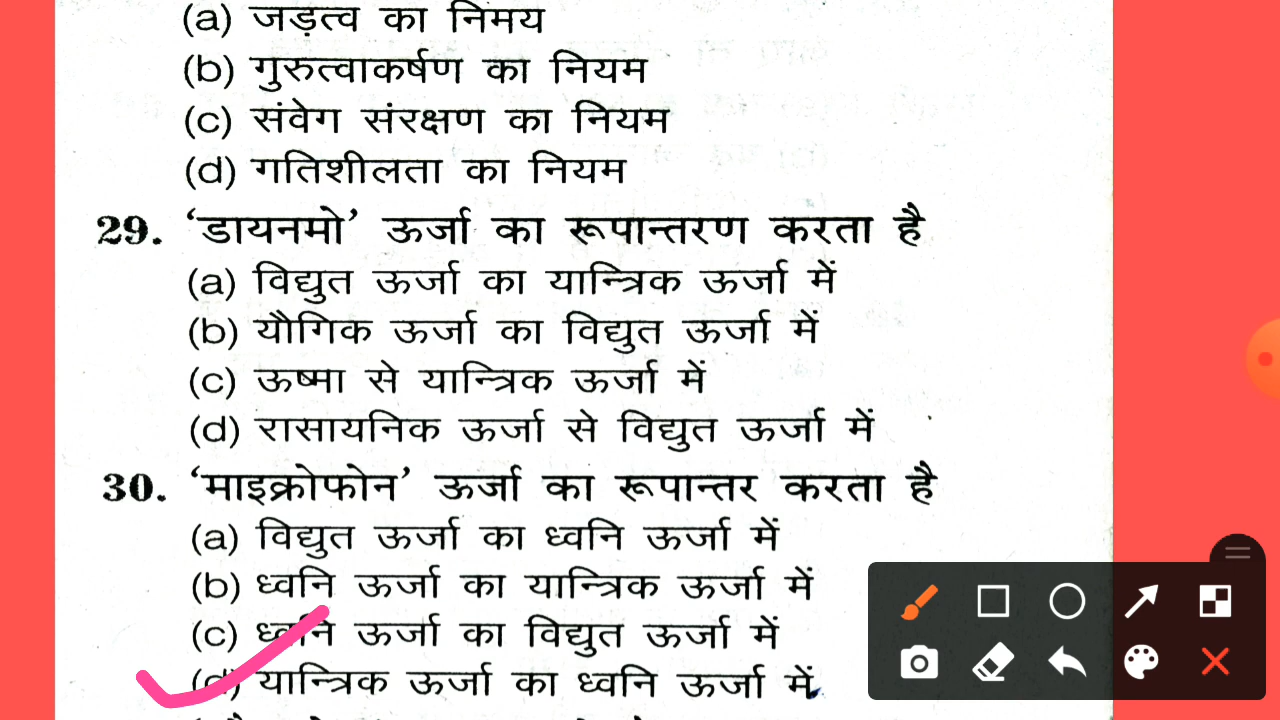 (a) जड़त्व का निमय
(b) गुरुत्वाकर्षण का नियम
(c) संवेग संरक्षण का नियम
(d) गतिशीलता का नियम
29. ‘डायनमो’ ऊर्जा का रूपान्तरण करता है
(a) विद्युत ऊर्जा का यान्त्रिक ऊर्जा में
(b) यौगिक ऊर्जा का विद्युत ऊर्जा में
(c) ऊष्मा से यान्त्रिक ऊर्जा में
(d) रासायनिक ऊर्जा से विद्युत ऊर्जा में
30. ‘माइक्रोफोन’ ऊर्जा का रूपान्तर करता है
(a) विद्युत ऊर्जा का ध्वनि ऊर्जा में
(b) ध्वनि ऊर्जा का यान्त्रिक ऊर्जा में
(c) ध्वनि ऊर्जा का विद्युत ऊर्जा में
(d) यान्त्रिक ऊर्जा का ध्वनि ऊर्जा में